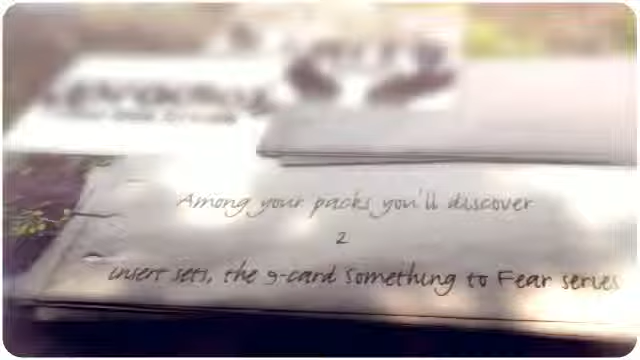 Among your packs you'll discover
2
insert sets, the 9-card Something to Fear series